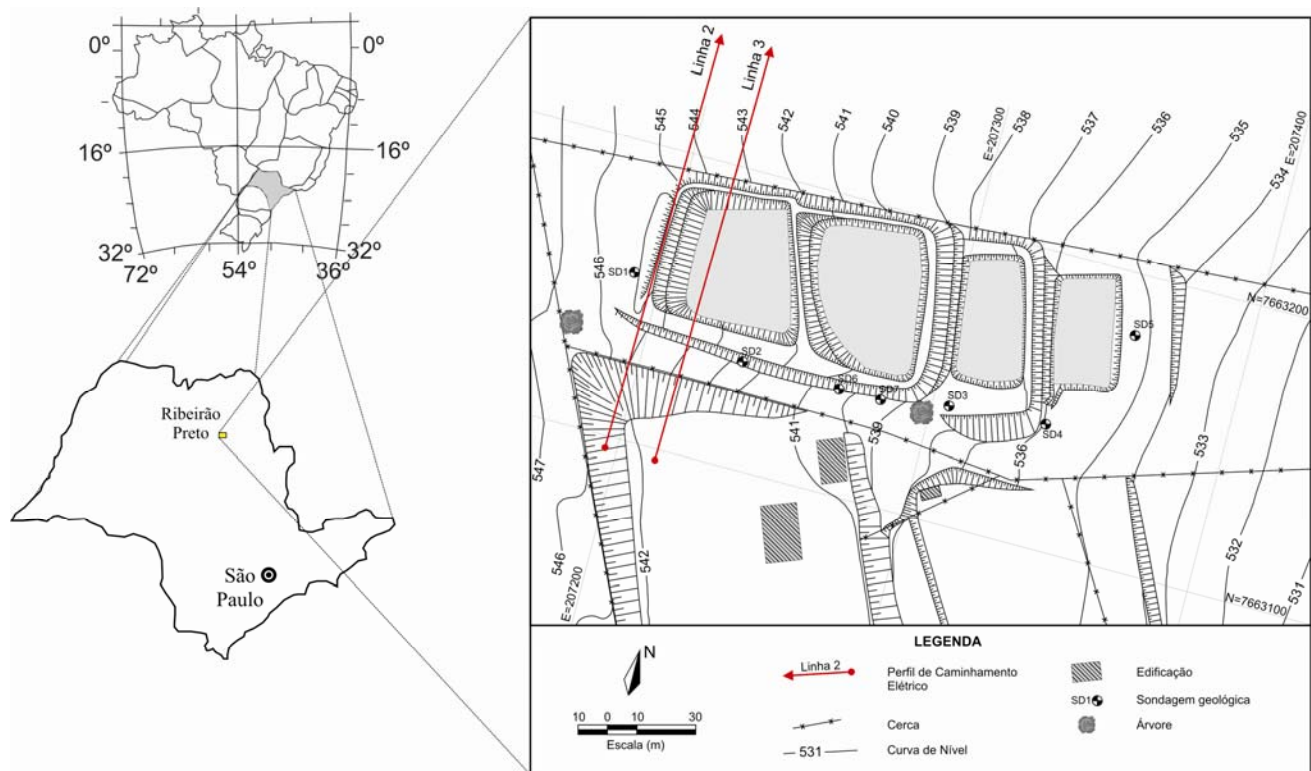 0º
0º
16º
16º
32º
32º
72º
54º
36º
Ribeirão
Preto
São
Paulo
Linha 2
Linha 3
545
544
543
542
541
540
539
538
537
536
535
534
E=207300
E=207400
546
SD1
N=7663200
SD5
SD2
SD6
SD7
SD3
SD4
547
541
539
536
533
546
542
532
531
E=207200
N=7663100
LEGENDA
N
10 0 10 30
Escala (m)
Linha 2
Perfil de Caminhamento
Elétrico
Cerca
531
Curva de Nível
Edificação
SD1
Sondagem geológica
Árvore